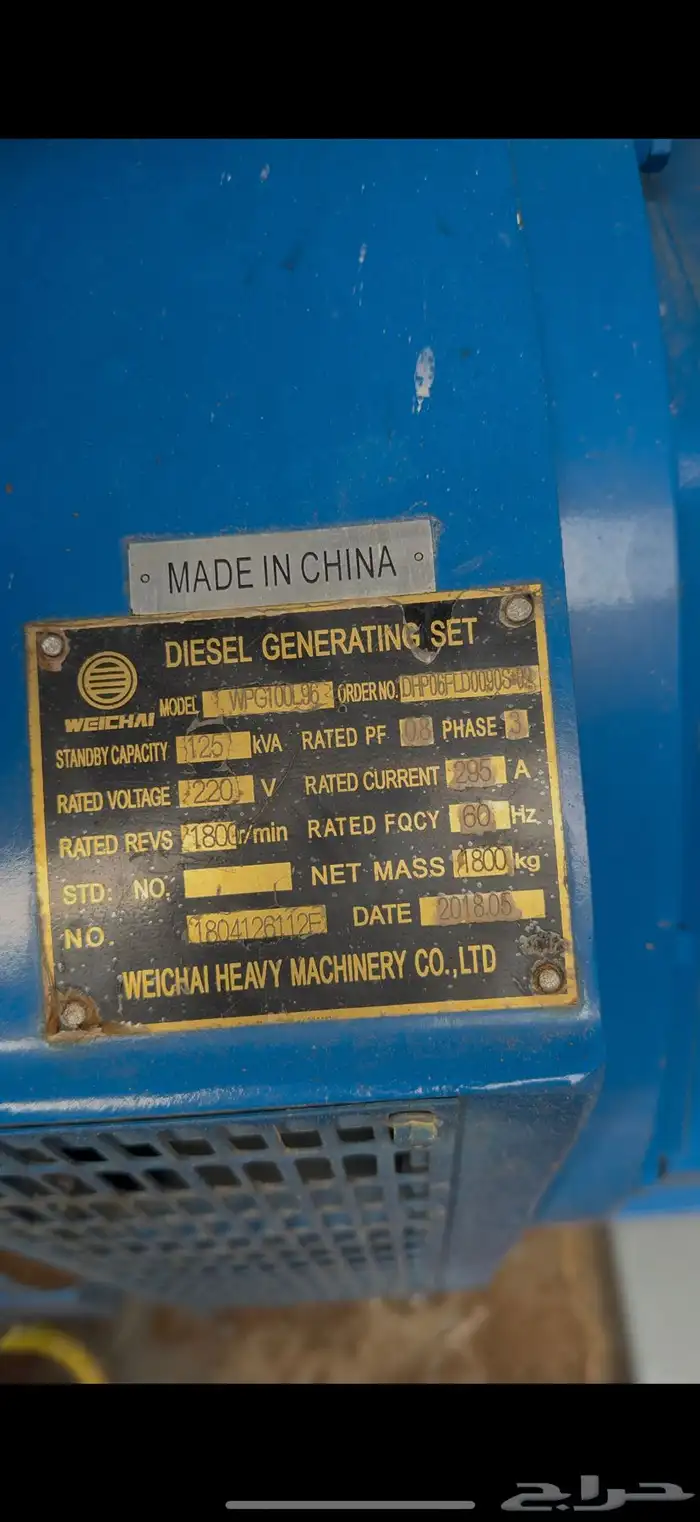 MADE IN CHINA
DIESEL GENERATING SET
WEICHAI
MODEL WPG100L96 ORDER NO.
STANDBY CAPACITY 125 kVA RATED PF 0.8 PHASE 3
RATED VOLTAGE 220 V RATED CURRENT 295 A
RATED REVS 1800 r/min RATED FQCY 60 Hz
STD: NO. NET MASS 1800 kg
NO. 1804126112E DATE 2018.05
WEICHAI HEAVY MACHINERY CO.,LTD
حراج